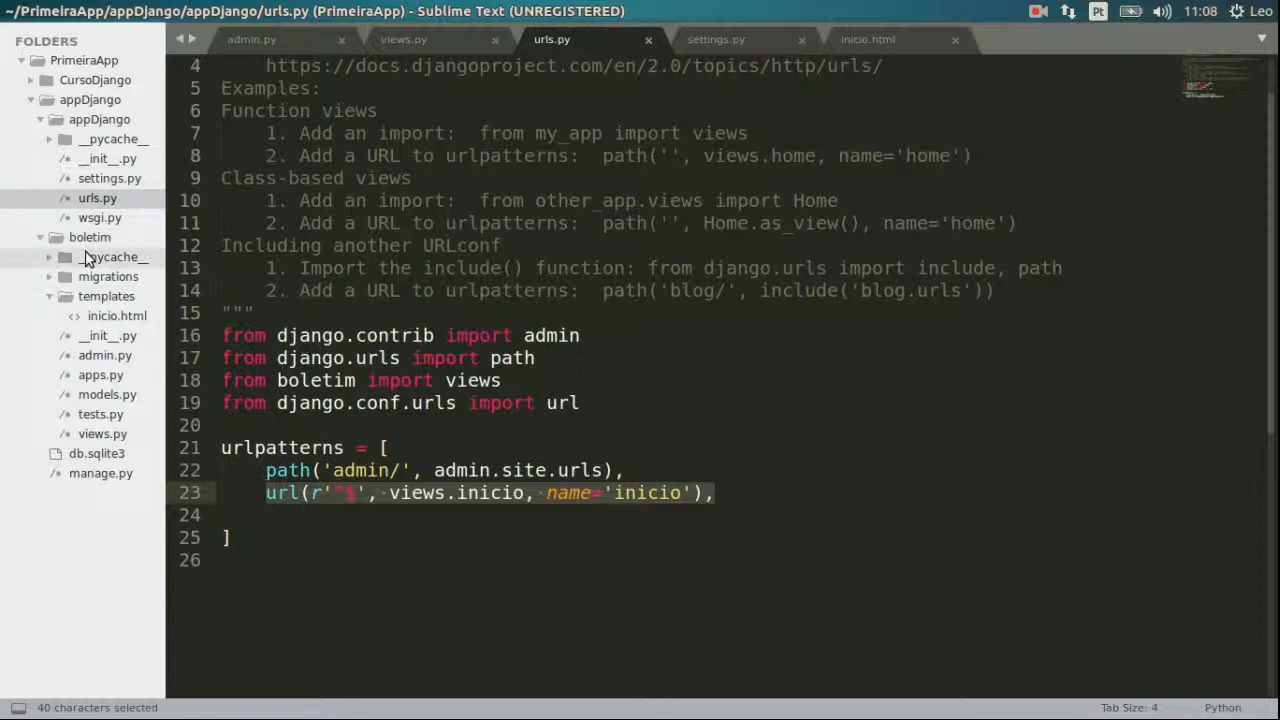 ~/PrimeiraApp/appDjango/appDjango/urls.py (PrimeiraApp) - Sublime Text (UNREGISTERED)
Pt
11:08
Leo
FOLDERS
PrimeiraApp
CursoDjango
appDjango
appDjango
__pycache__
__init__.py
settings.py
urls.py
wsgi.py
boletim
__pycache__
migrations
templates
inicio.html
__init__.py
admin.py
apps.py
models.py
tests.py
views.py
db.sqlite3
manage.py
admin.py
views.py
urls.py
settings.py
inicio.html
4 https://docs.djangoproject.com/en/2.0/topics/http/urls/
5 Examples:
6 Function views
7 1. Add an import:  from my_app import views
8 2. Add a URL to urlpatterns:  path('', views.home, name='home')
9 Class-based views
10 1. Add an import:  from other_app.views import Home
11 2. Add a URL to urlpatterns:  path('', Home.as_view(), name='home')
12 Including another URLconf
13 1. Import the include() function: from django.urls import include, path
14 2. Add a URL to urlpatterns:  path('blog/', include('blog.urls'))
15 """
16 from django.contrib import admin
17 from django.urls import path
18 from boletim import views
19 from django.conf.urls import url
20
21 urlpatterns = [
22 path('admin/', admin.site.urls),
23 url(r'^$', views.inicio, name='inicio'),
24
25 ]
26
40 characters selected
Tab Size: 4
Python